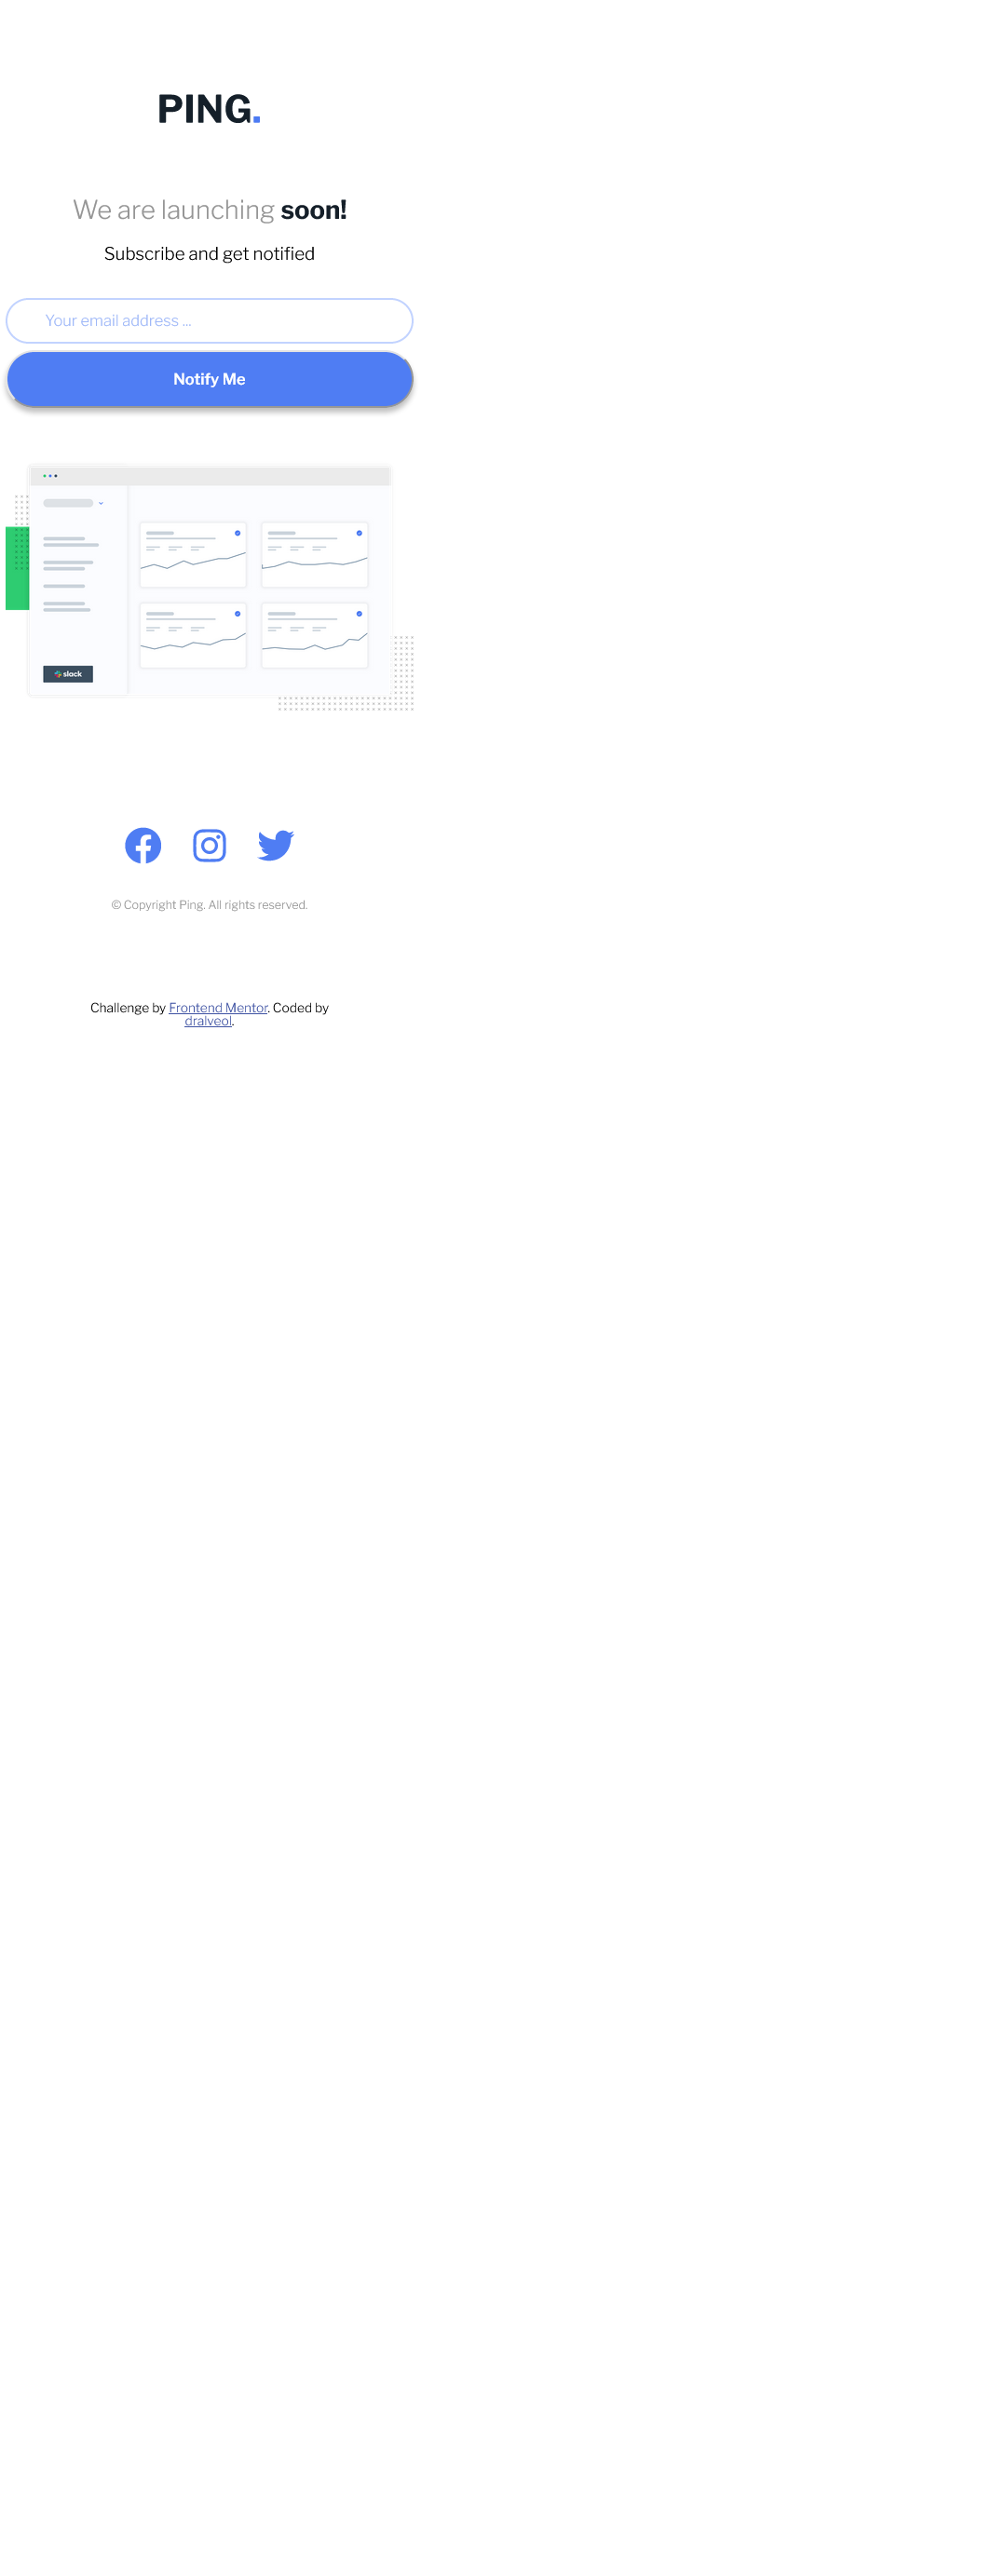 PING.
We are launching soon!
Subscribe and get notified
Your email address ...
Notify Me
slack
© Copyright Ping. All rights reserved.
Challenge by Frontend Mentor. Coded by
dralveol.